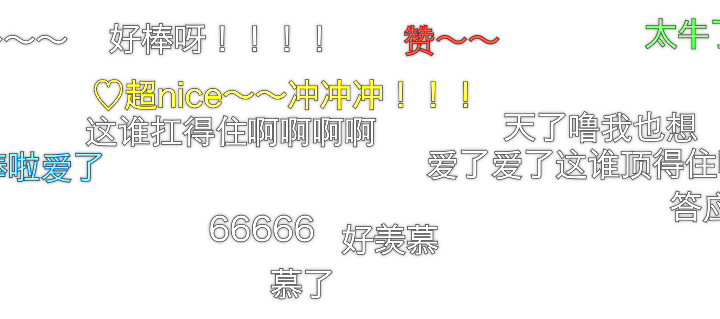 ～～ 好棒呀！！！！ 赞～～ 太牛了
♡超nice～～冲冲冲！！！
这谁扛得住啊啊啊啊 天了噜我也想
棒啦爱了 爱了爱了这谁顶得住
答应
66666 好羡慕
慕了